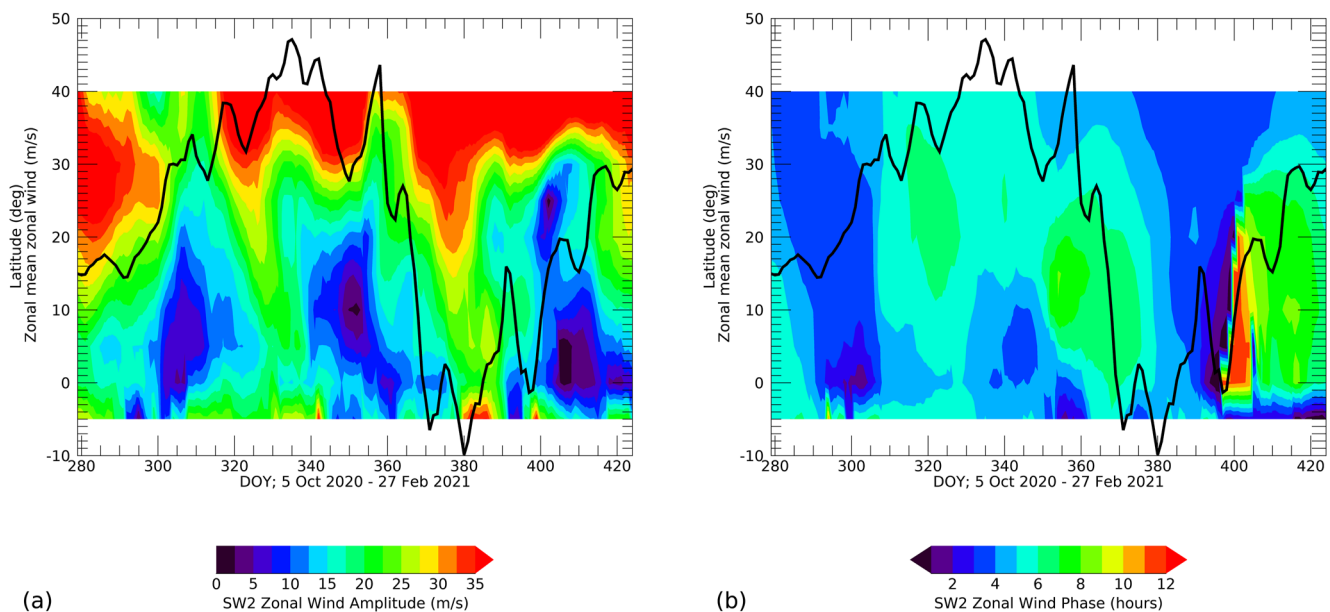 50
40
30
20
10
0
-10
Latitude (deg)
Zonal mean zonal wind (m/s)
280 300 320 340 360 380 400 420
DOY; 5 Oct 2020 - 27 Feb 2021
0 5 10 15 20 25 30 35
SW2 Zonal Wind Amplitude (m/s)
(a)
50
40
30
20
10
0
-10
Latitude (deg)
Zonal mean zonal wind (m/s)
280 300 320 340 360 380 400 420
DOY; 5 Oct 2020 - 27 Feb 2021
2 4 6 8 10 12
SW2 Zonal Wind Phase (hours)
(b)